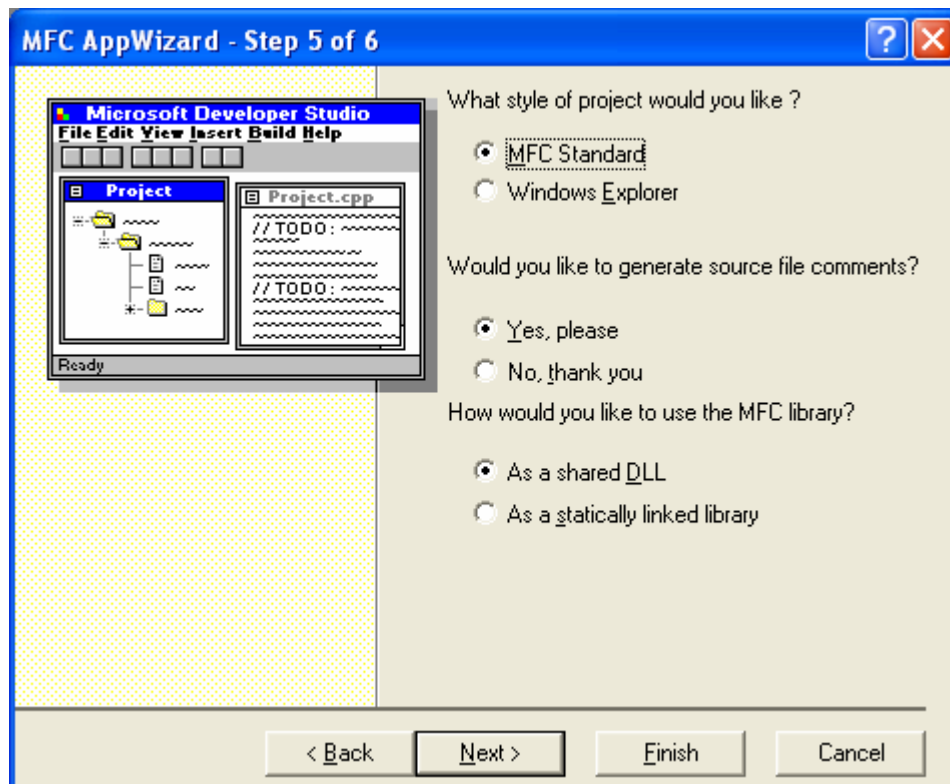 MFC AppWizard - Step 5 of 6
Microsoft Developer Studio
File Edit View Insert Build Help
Project
Project.cpp
// TODO:
// TODO:
Ready
What style of project would you like ?
MFC Standard
Windows Explorer
Would you like to generate source file comments?
Yes, please
No, thank you
How would you like to use the MFC library?
As a shared DLL
As a statically linked library
< Back
Next >
Finish
Cancel